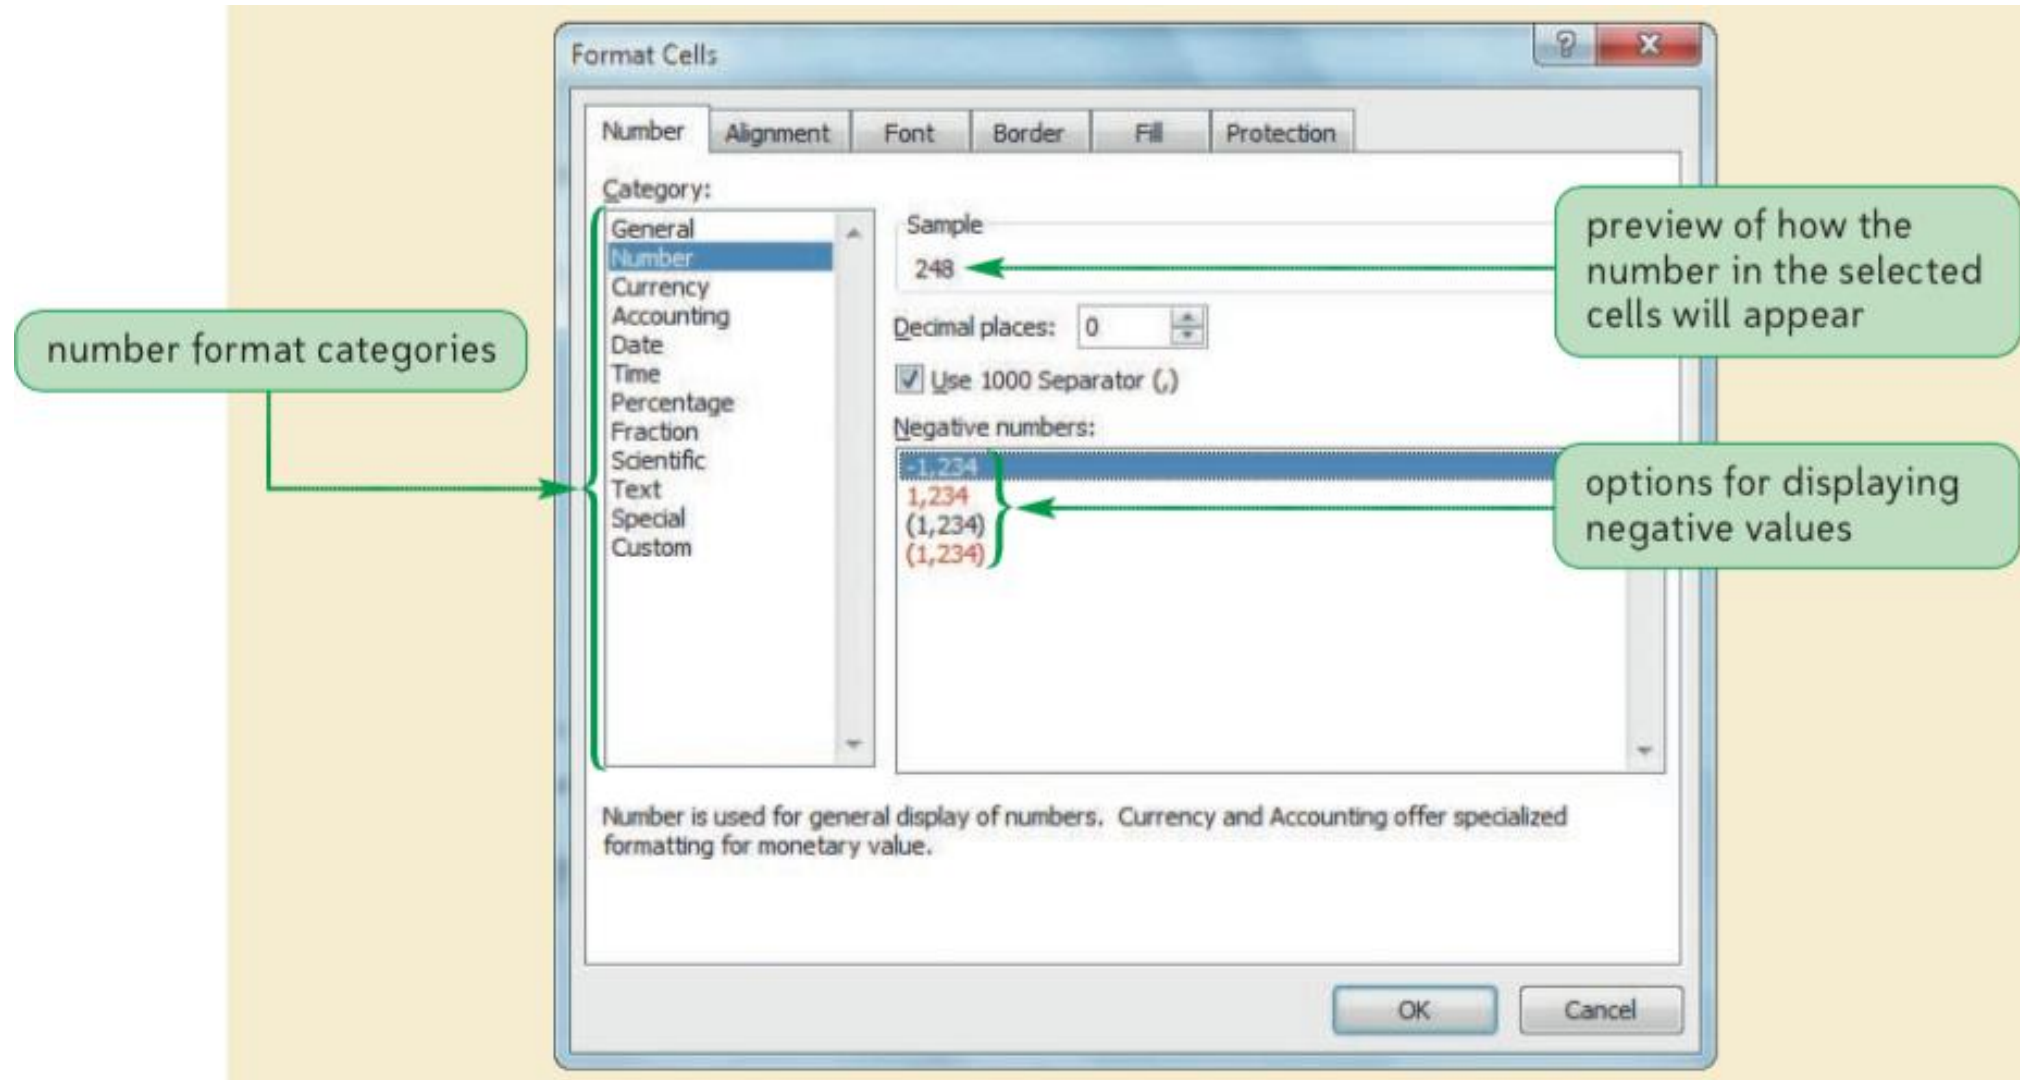 Format Cells
Number Alignment Font Border Fill Protection
Category:
General
Number
Currency
Accounting
Date
Time
Percentage
Fraction
Scientific
Text
Special
Custom
Sample
248
Decimal places: 0
Use 1000 Separator (,)
Negative numbers:
-1,234
1,234
(1,234)
(1,234)
number format categories
preview of how the
number in the selected
cells will appear
options for displaying
negative values
Number is used for general display of numbers. Currency and Accounting offer specialized
formatting for monetary value.
OK Cancel